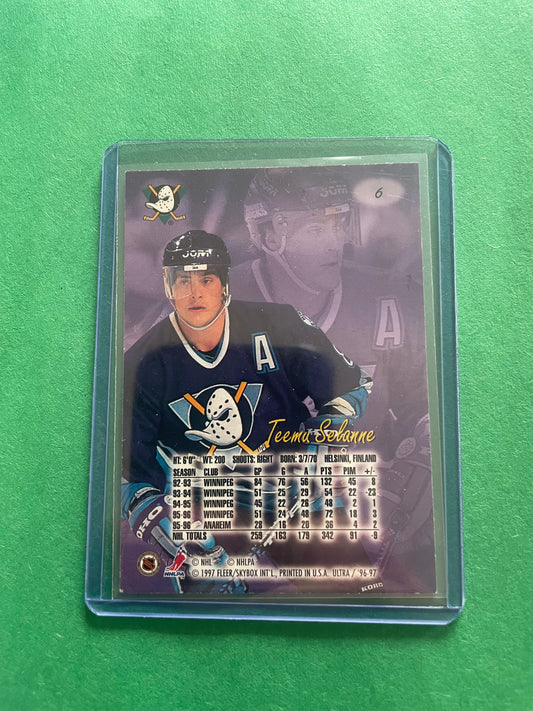 6
JOFA
JOFA
A
A
Teemu Selanne
HT: 6'0" WT: 200 SHOOTS: RIGHT BORN: 3/7/70 HELSINKI, FINLAND
SEASON CLUB GP G A PTS PIM +/-
92-93 WINNIPEG 84 56 132 45 8
93-94 WINNIPEG 51 25 29 54 22 -23
94-95 WINNIPEG 45 22 26 48 2 1
95-96 WINNIPEG 51 24 48 72 18 3
95-96 ANAHEIM 28 16 20 36 4 2
NHL TOTALS 259 163 179 342 91 -9
© NHL © NHLPA
NHLPA
© 1997 FLEER/SKYBOX INT'L., PRINTED IN U.S.A. ULTRA / '96-97
KOHO